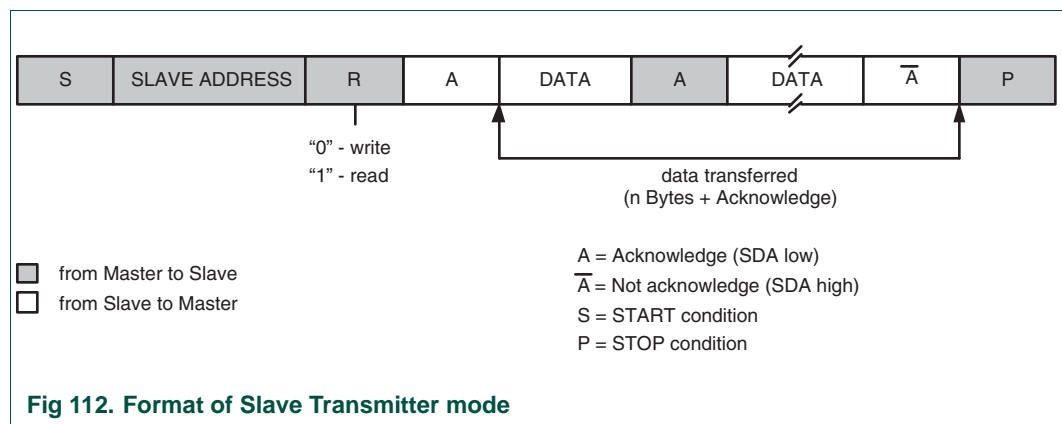 S SLAVE ADDRESS R A DATA A DATA A̅ P
“0” - write
“1” - read
data transferred
(n Bytes + Acknowledge)
from Master to Slave
from Slave to Master
A = Acknowledge (SDA low)
A̅ = Not acknowledge (SDA high)
S = START condition
P = STOP condition
Fig 112. Format of Slave Transmitter mode